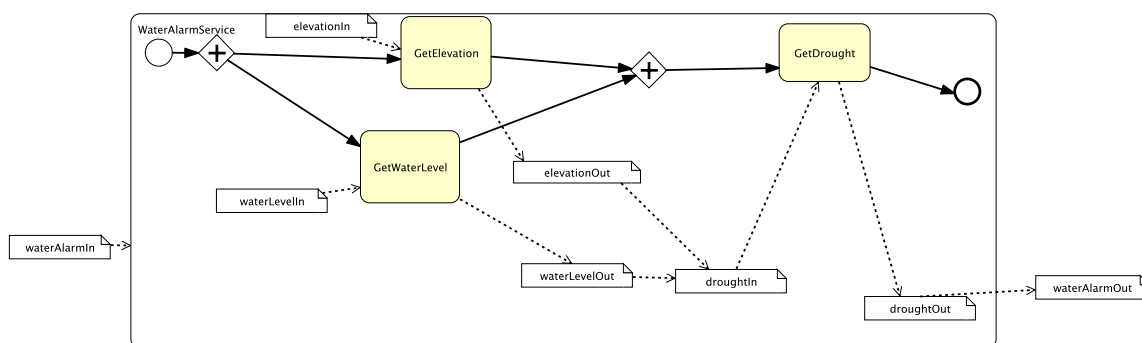 elevationIn
WaterAlarmService
GetElevation
GetDrought
GetWaterLevel
elevationOut
waterLevelIn
waterAlarmIn
waterLevelOut
droughtIn
waterAlarmOut
droughtOut